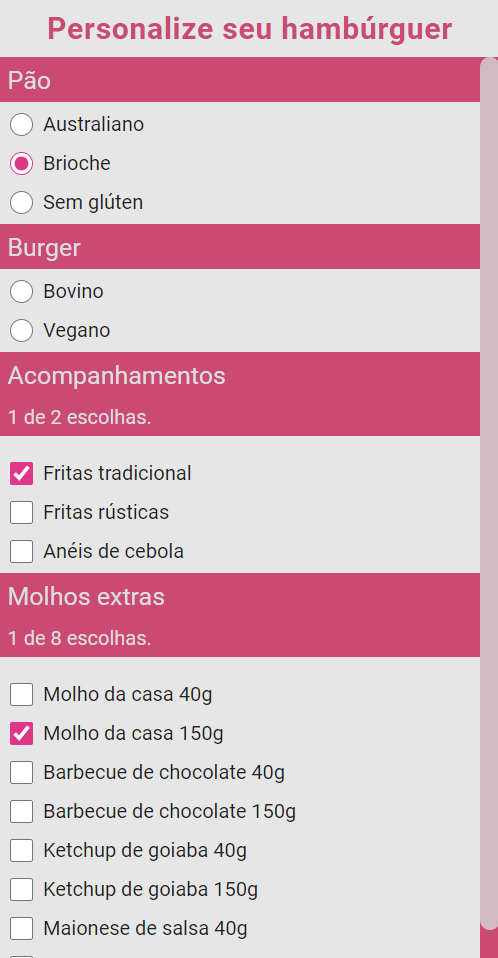 Personalize seu hambúrguer
Pão
Australiano
Brioche
Sem glúten
Burger
Bovino
Vegano
Acompanhamentos
1 de 2 escolhas.
Fritas tradicional
Fritas rústicas
Anéis de cebola
Molhos extras
1 de 8 escolhas.
Molho da casa 40g
Molho da casa 150g
Barbecue de chocolate 40g
Barbecue de chocolate 150g
Ketchup de goiaba 40g
Ketchup de goiaba 150g
Maionese de salsa 40g